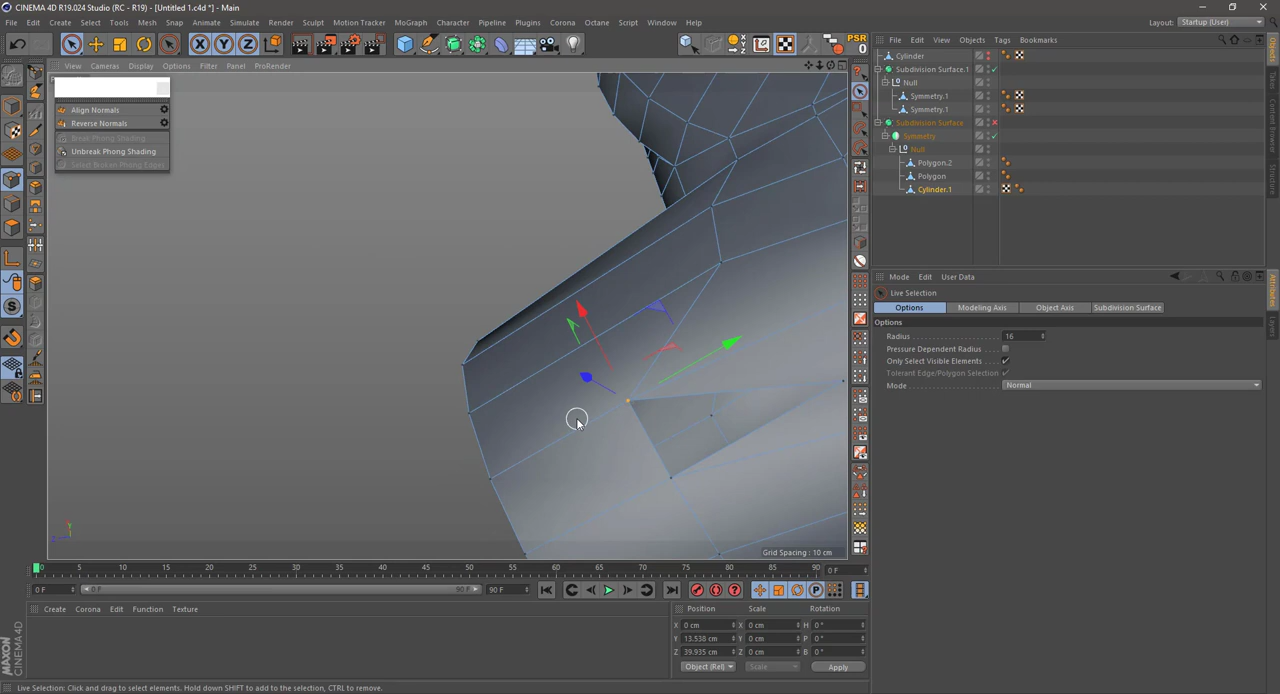 CINEMA 4D R19.024 Studio (RC - R19) - [Untitled 1.c4d *] - Main
File Edit Create Select Tools Mesh Snap Animate Simulate Render Sculpt Motion Tracker MoGraph Character Pipeline Plugins Corona Octane Script Window Help
Layout: Startup (User)
X Y Z PSR 0
View Cameras Display Options Filter Panel ProRender
Align Normals
Reverse Normals
Break Phong Shading
Unbreak Phong Shading
Select Broken Phong Edges
Grid Spacing : 10 cm
File Edit View Objects Tags Bookmarks
Cylinder
Subdivision Surface.1
Null
Symmetry.1
Symmetry.1
Subdivision Surface
Symmetry
Null
Polygon.2
Polygon
Cylinder.1
Objects
Takes
Content Browser
Structure
Mode Edit User Data
Live Selection
Options Modeling Axis Object Axis Subdivision Surface
Options
Radius 16
Pressure Dependent Radius
Only Select Visible Elements
Tolerant Edge/Polygon Selection
Mode Normal
Attributes
Layers
0 5 10 15 20 25 30 35 40 45 50 55 60 65 70 75 80 85 90 0 F
0 F 0 F 90 F 90 F
Create Corona Edit Function Texture
Position Scale Rotation
X 0 cm X 0 cm H 0 °
Y 13.538 cm Y 0 cm P 0 °
Z 39.935 cm Z 0 cm B 0 °
Object (Rel) Scale Apply
MAXON CINEMA 4D
Live Selection: Click and drag to select elements. Hold down SHIFT to add to the selection, CTRL to remove.